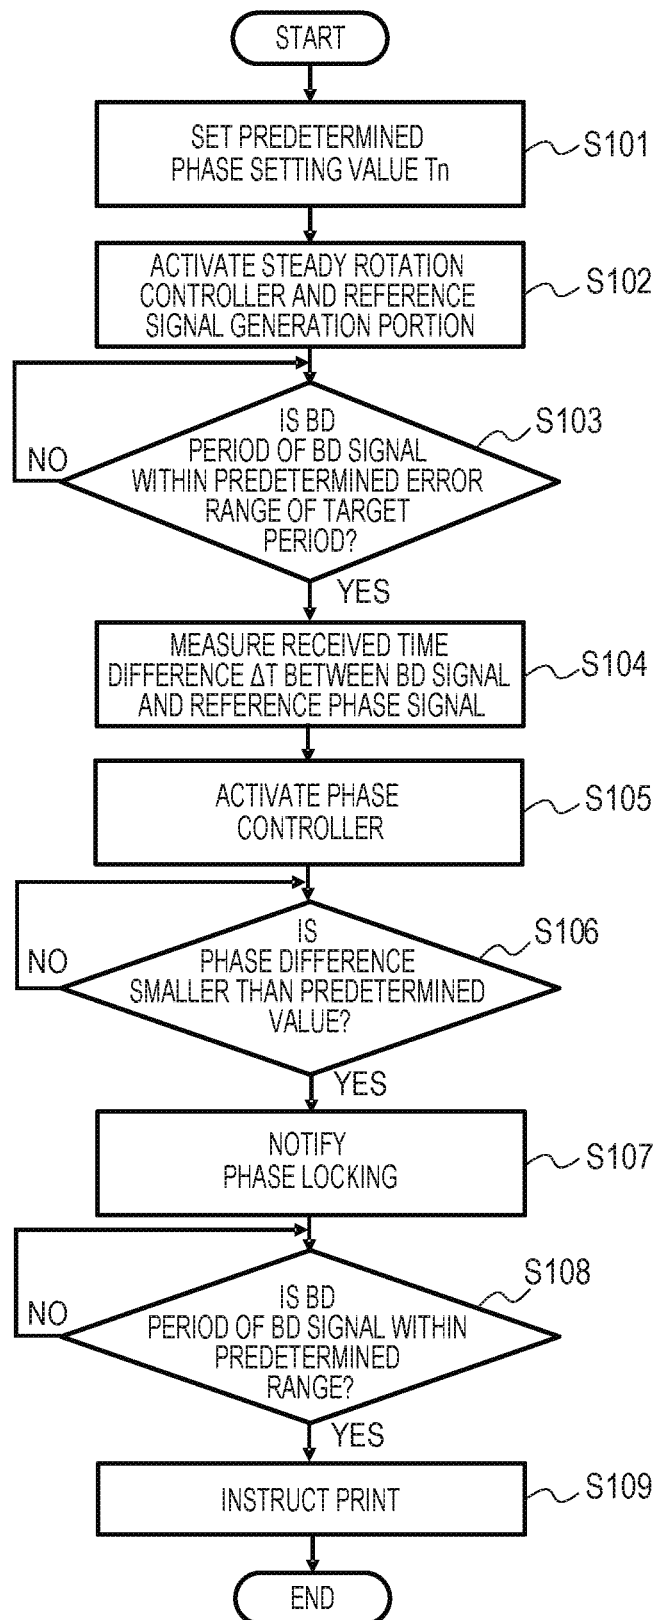 START
SET PREDETERMINED
PHASE SETTING VALUE Tn
S101
ACTIVATE STEADY ROTATION
CONTROLLER AND REFERENCE
SIGNAL GENERATION PORTION
S102
IS BD
PERIOD OF BD SIGNAL
WITHIN PREDETERMINED ERROR
RANGE OF TARGET
PERIOD?
S103
NO
YES
MEASURE RECEIVED TIME
DIFFERENCE ΔT BETWEEN BD SIGNAL
AND REFERENCE PHASE SIGNAL
S104
ACTIVATE PHASE
CONTROLLER
S105
IS
PHASE DIFFERENCE
SMALLER THAN PREDETERMINED
VALUE?
S106
NO
YES
NOTIFY
PHASE LOCKING
S107
IS BD
PERIOD OF BD SIGNAL WITHIN
PREDETERMINED
RANGE?
S108
NO
YES
INSTRUCT PRINT
S109
END